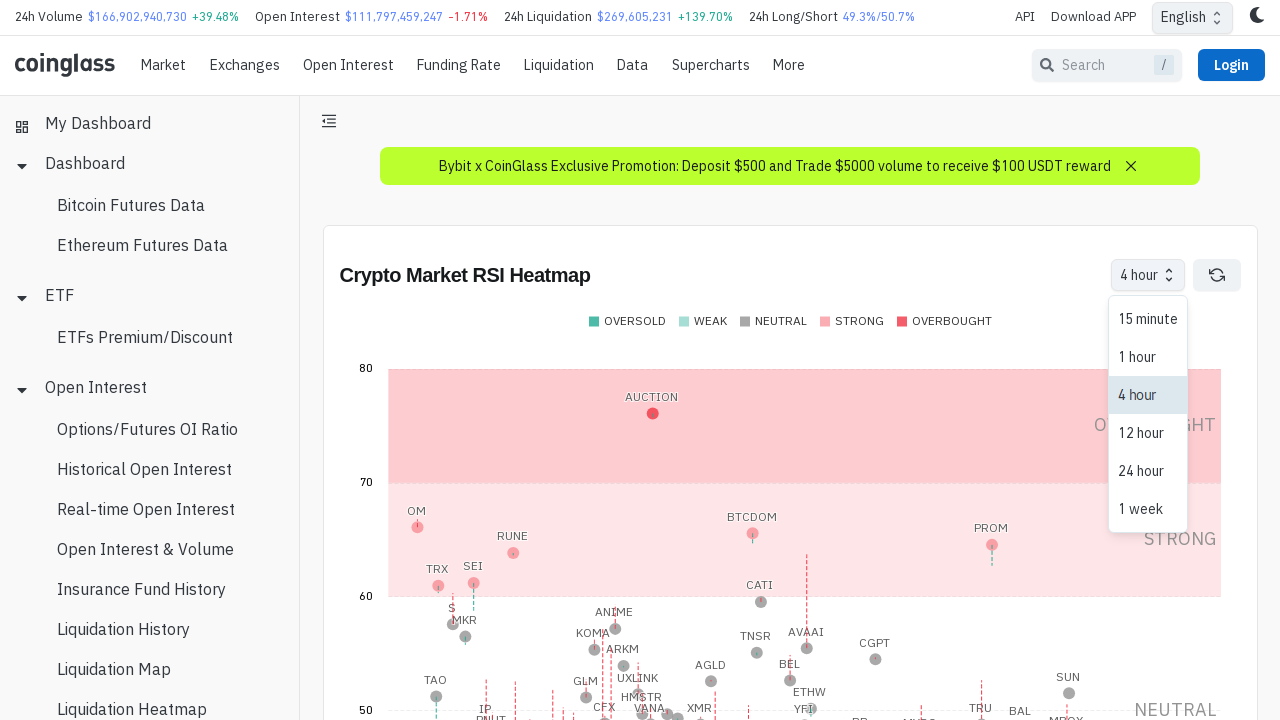 24h Volume $166,902,940,730 +39.48% Open Interest $111,797,459,247 -1.71% 24h Liquidation $269,605,231 +139.70% 24h Long/Short 49.3%/50.7% API Download APP English
coinglass Market Exchanges Open Interest Funding Rate Liquidation Data Supercharts More Search / Login
My Dashboard
Dashboard
Bitcoin Futures Data
Ethereum Futures Data
ETF
ETFs Premium/Discount
Open Interest
Options/Futures OI Ratio
Historical Open Interest
Real-time Open Interest
Open Interest & Volume
Insurance Fund History
Liquidation History
Liquidation Map
Liquidation Heatmap
Bybit x CoinGlass Exclusive Promotion: Deposit $500 and Trade $5000 volume to receive $100 USDT reward
Crypto Market RSI Heatmap
4 hour
15 minute
1 hour
4 hour
12 hour
24 hour
1 week
OVERSOLD WEAK NEUTRAL STRONG OVERBOUGHT
80
AUCTION
70
OM
BTCDOM
PROM
RUNE
STRONG
SEI
TRX
CATI
60
S
ANIME
MKR
KOMA
AVAAI
TNSR
CGPT
ARKM
BEL
AGLD
SUN
UXLINK
TAO
GLM
ETHW
HMSTR
CFX
VANA
XMR
YFI
IP
TRU
BAL
50
NEUTRAL